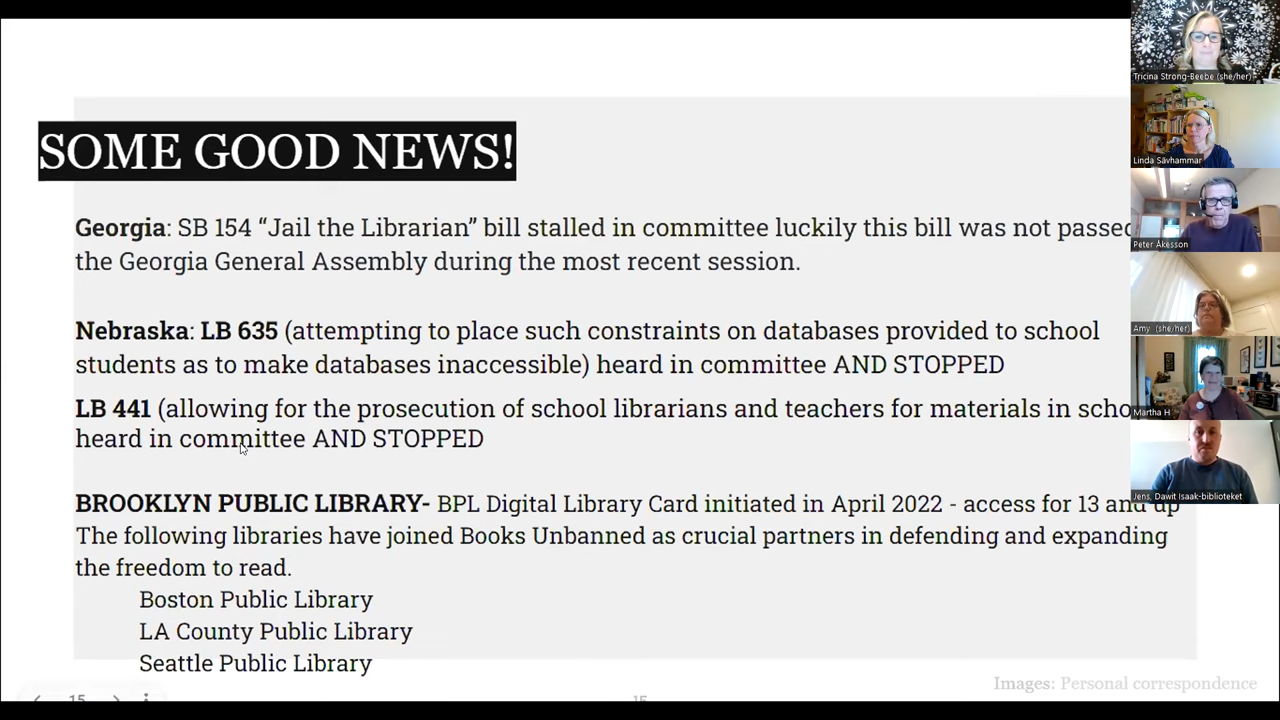 SOME GOOD NEWS!
Georgia: SB 154 “Jail the Librarian” bill stalled in committee luckily this bill was not passed
the Georgia General Assembly during the most recent session.
Nebraska: LB 635 (attempting to place such constraints on databases provided to school
students as to make databases inaccessible) heard in committee AND STOPPED
LB 441 (allowing for the prosecution of school librarians and teachers for materials in
heard in committee AND STOPPED
BROOKLYN PUBLIC LIBRARY- BPL Digital Library Card initiated in April 2022 - access for 13 and up
The following libraries have joined Books Unbanned as crucial partners in defending and expanding
the freedom to read.
Boston Public Library
LA County Public Library
Seattle Public Library
Images: Personal correspondence
15
15
Tricina Strong-Beebe (she/her)
Linda Sävhammar
Peter Åkesson
Amy (she/her)
Martha H
Jens, Dawit Isaak-biblioteket